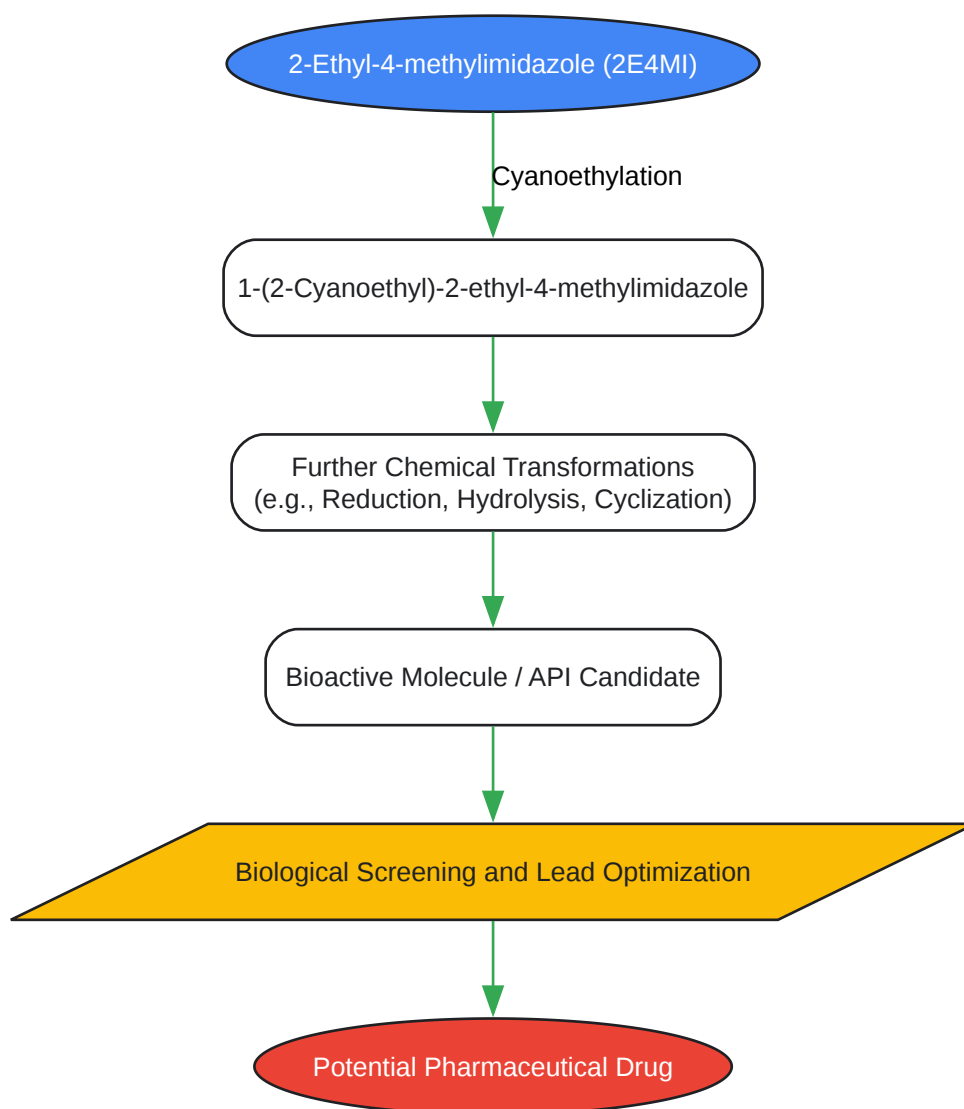 2-Ethyl-4-methylimidazole (2E4MI)
Cyanoethylation
1-(2-Cyanoethyl)-2-ethyl-4-methylimidazole
Further Chemical Transformations
(e.g., Reduction, Hydrolysis, Cyclization)
Bioactive Molecule / API Candidate
Biological Screening and Lead Optimization
Potential Pharmaceutical Drug